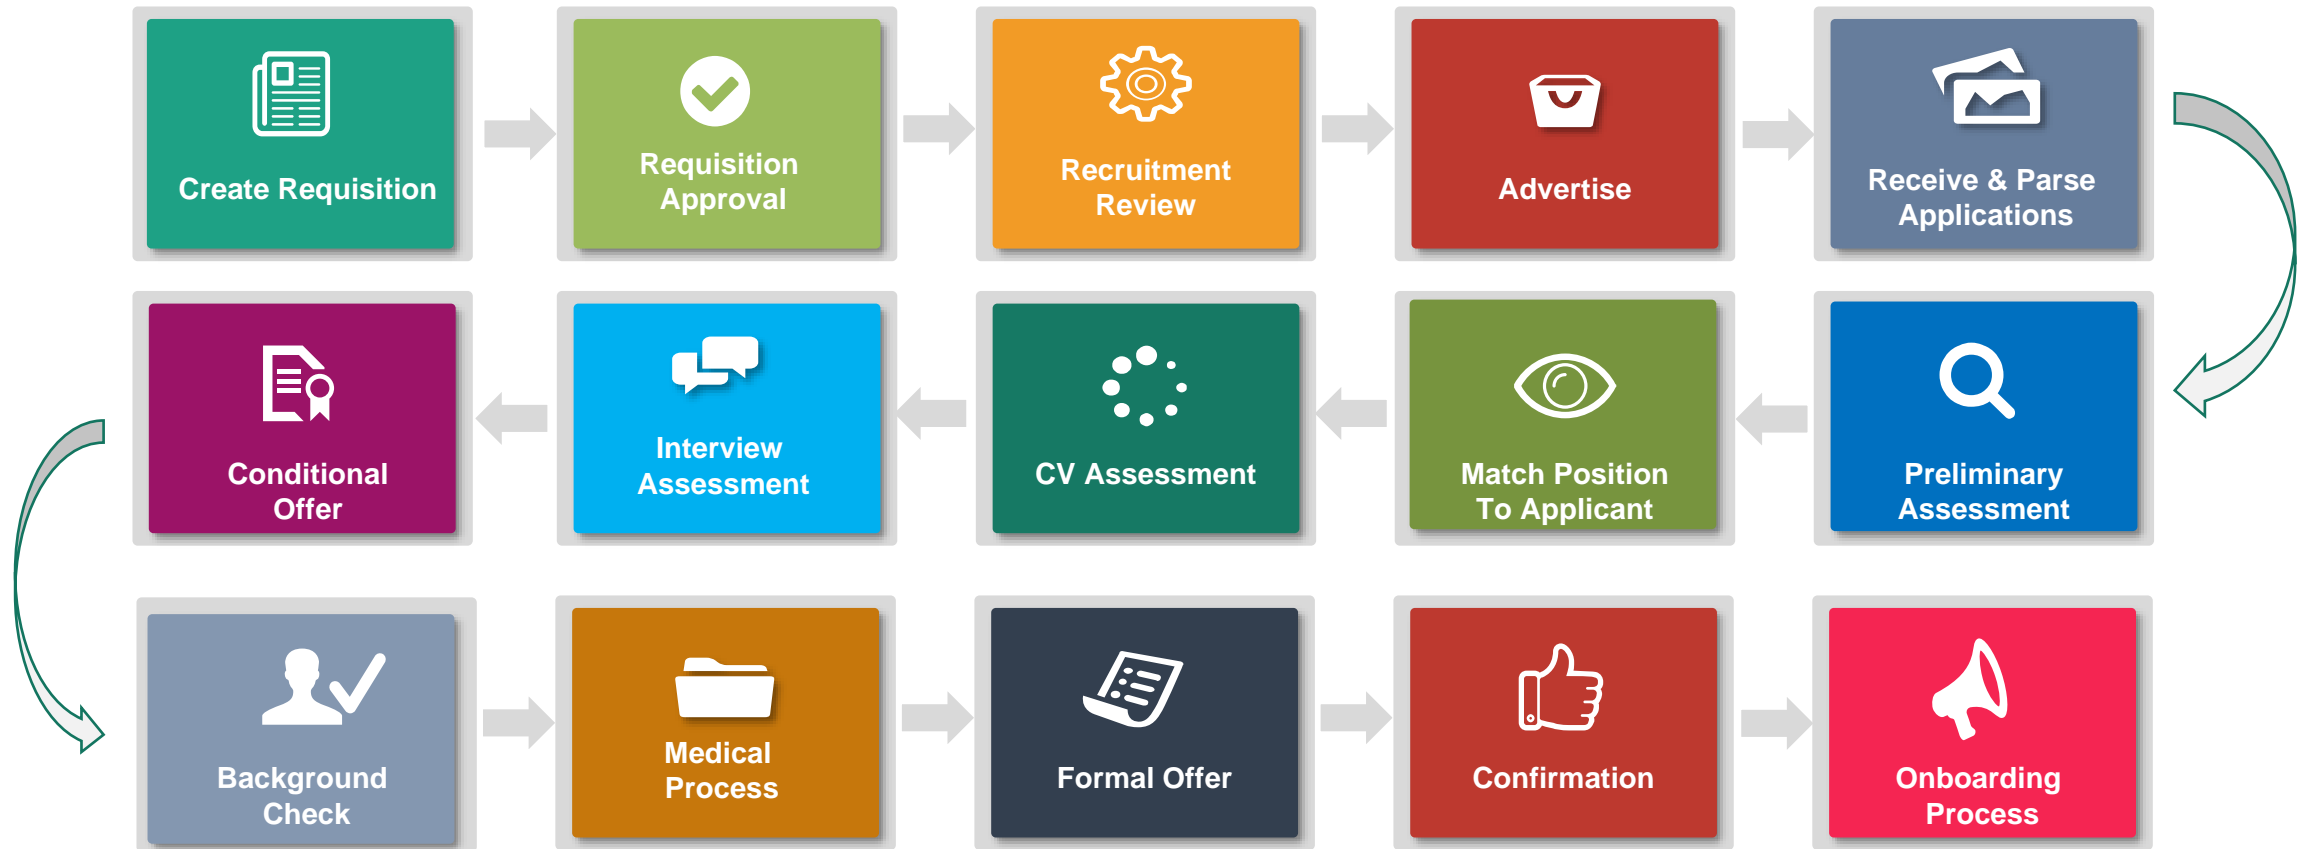 Create Requisition
Requisition
Approval
Recruitment
Review
Advertise
Receive & Parse
Applications
Conditional
Offer
Interview
Assessment
CV Assessment
Match Position
To Applicant
Preliminary
Assessment
Background
Check
Medical
Process
Formal Offer
Confirmation
Onboarding
Process